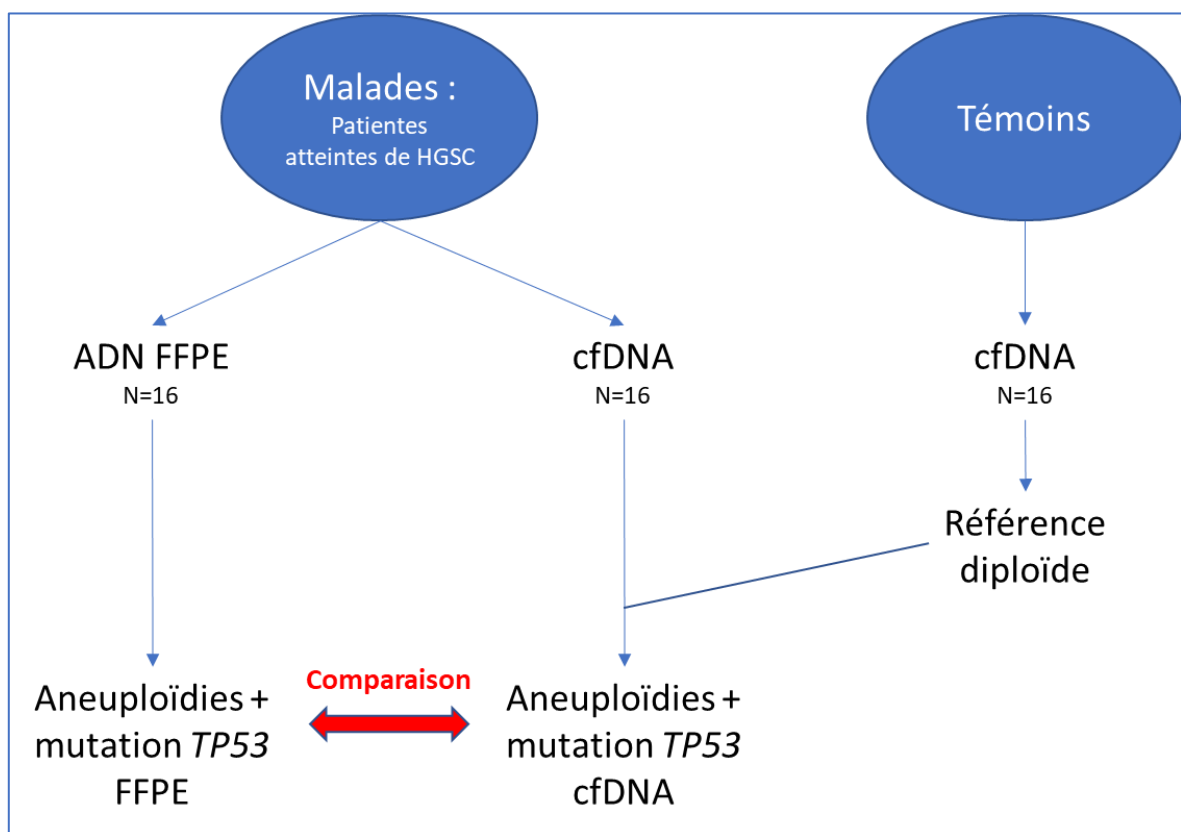 Malades :
Patientes
atteintes de HGSC
Témoins
ADN FFPE
N=16
cfDNA
N=16
cfDNA
N=16
Référence
diploïde
Aneuploïdies +
mutation TP53
FFPE
Comparaison
Aneuploïdies +
mutation TP53
cfDNA